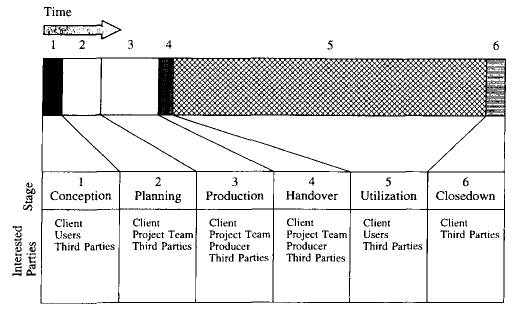 Time
1 2 3 4 5 6
Stage
1 2 3 4 5 6
Conception Planning Production Handover Utilization Closedown
Interested
Parties
Client
Users
Third Parties
Client
Project Team
Third Parties
Client
Project Team
Producer
Third Parties
Client
Project Team
Producer
Third Parties
Client
Users
Third Parties
Client
Third Parties